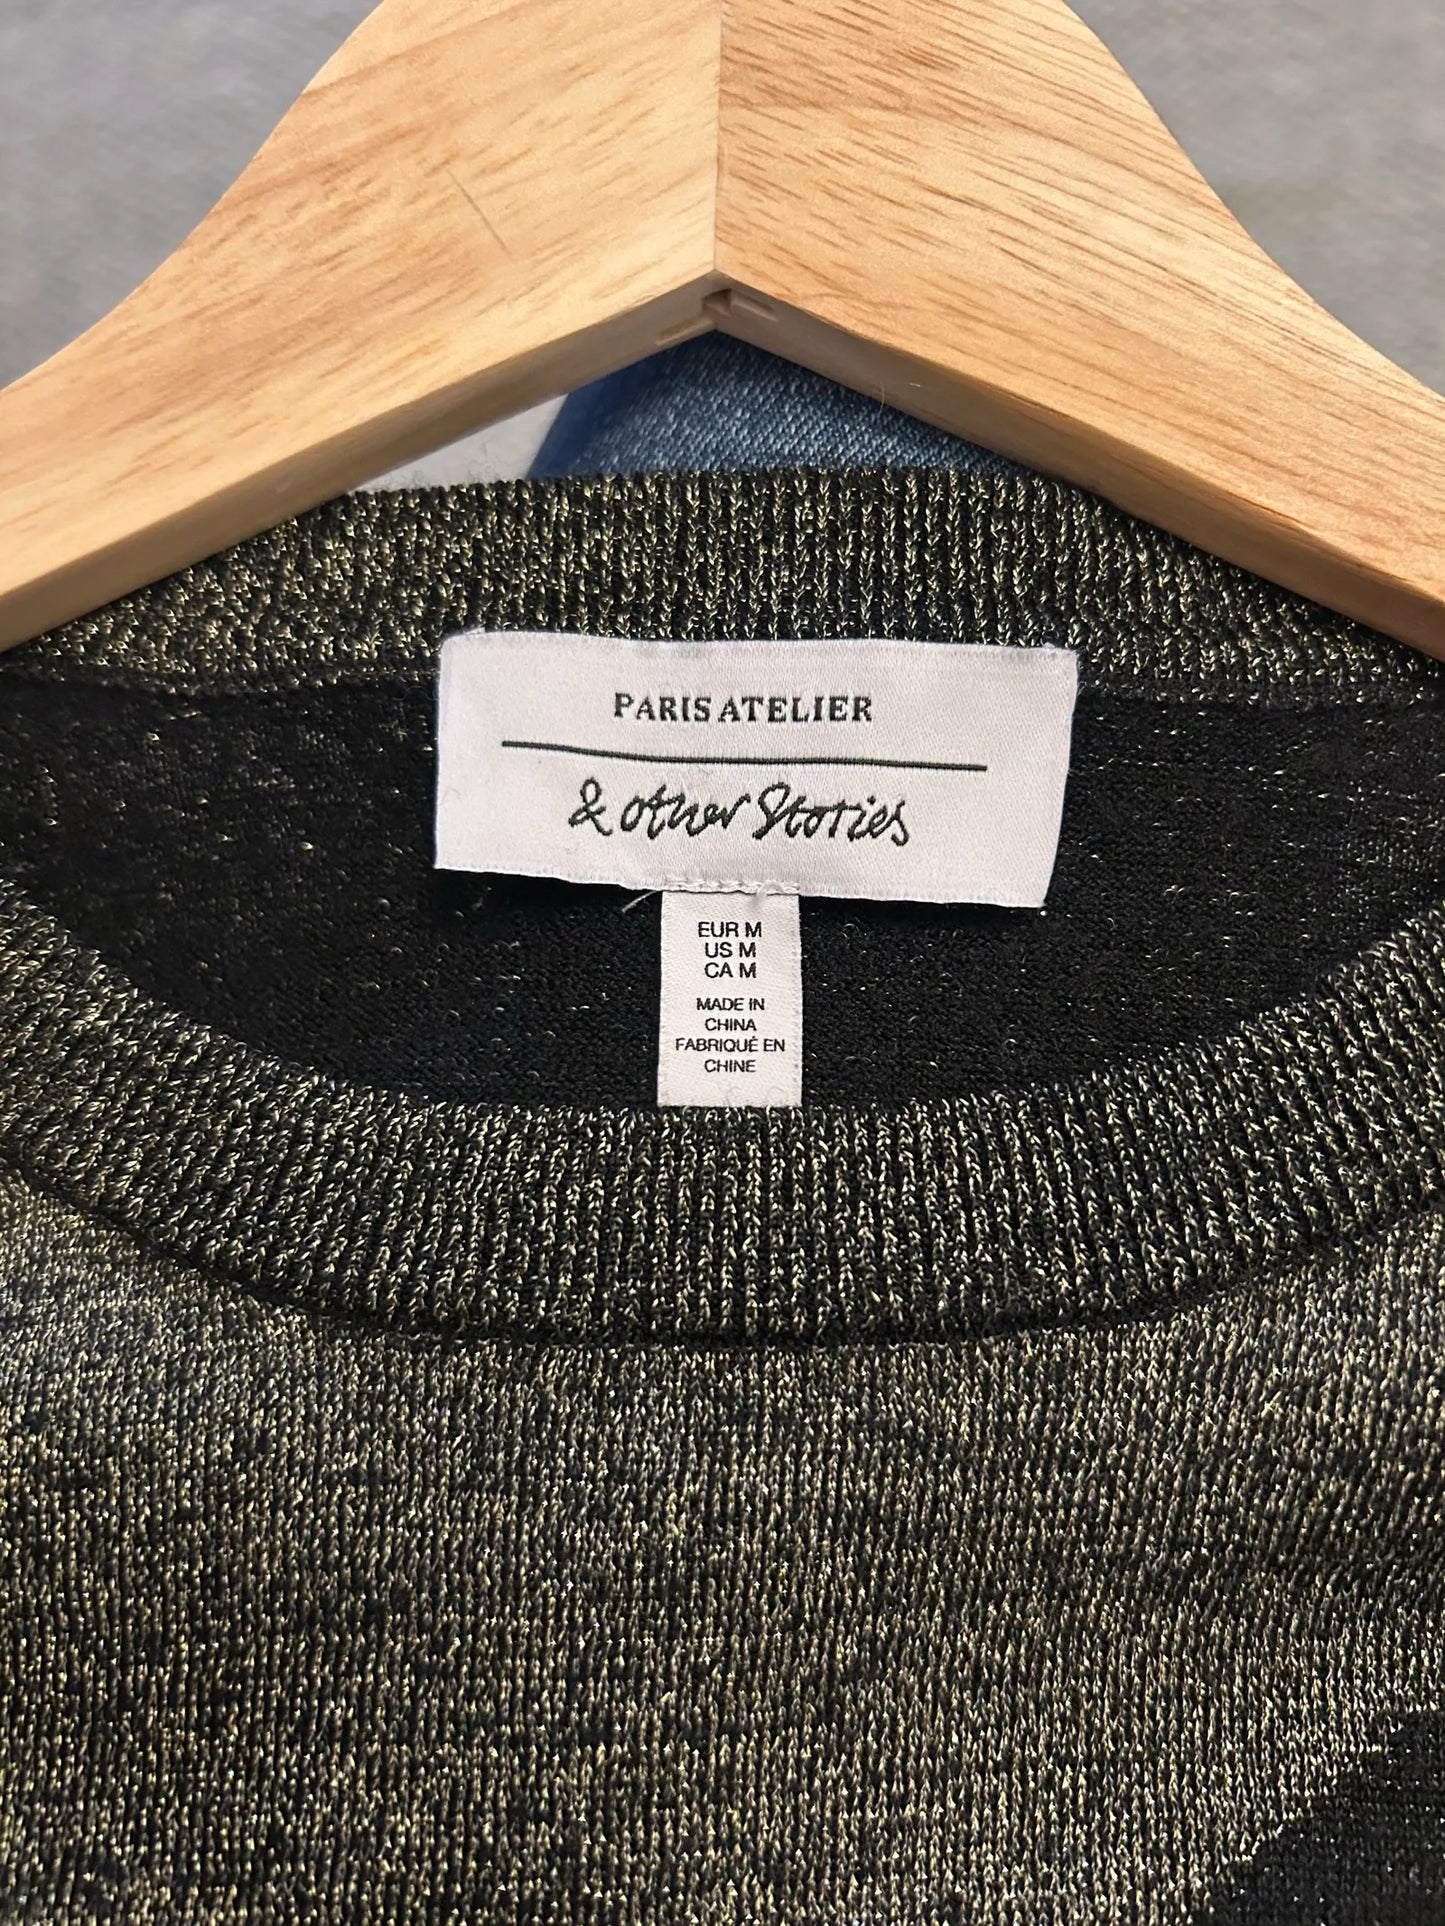 PARIS ATELIER
& other Stories
EUR M
US M
CA M
MADE IN
CHINA
FABRIQUÉ EN
CHINE